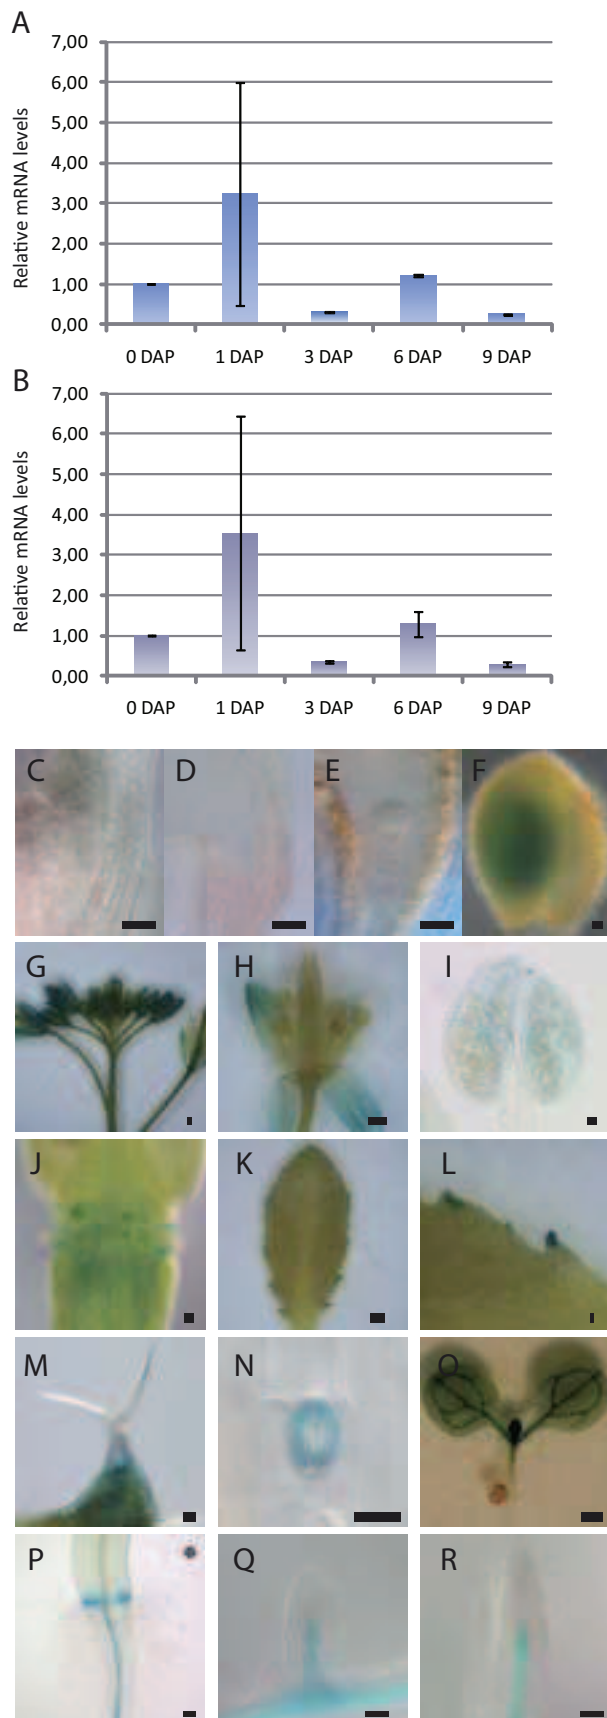 A
7,00
6,00
5,00
4,00
3,00
2,00
1,00
0,00
Relative mRNA levels
0 DAP 1 DAP 3 DAP 6 DAP 9 DAP
B
7,00
6,00
5,00
4,00
3,00
2,00
1,00
0,00
Relative mRNA levels
0 DAP 1 DAP 3 DAP 6 DAP 9 DAP
C D E F
G H I
J K L
M N O
P Q R